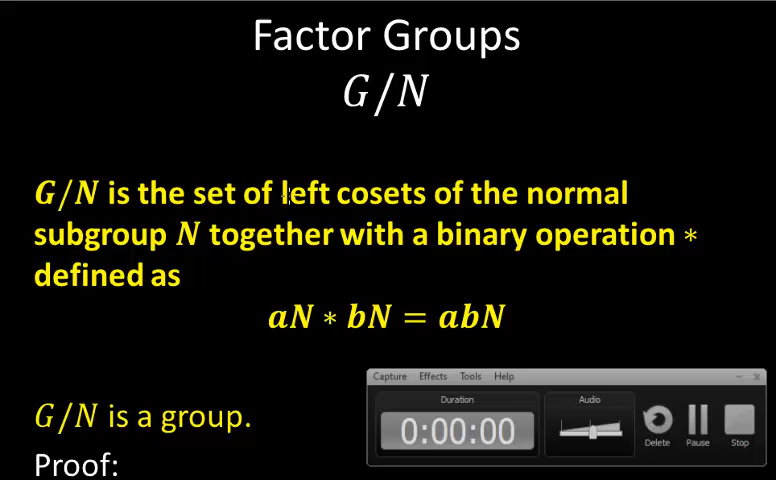 Factor Groups
G/N
G/N is the set of left cosets of the normal
subgroup N together with a binary operation ∗
defined as
aN ∗ bN = abN
Capture Effects Tools Help
Duration Audio
0:00:00
Delete Pause Stop
G/N is a group.
Proof: